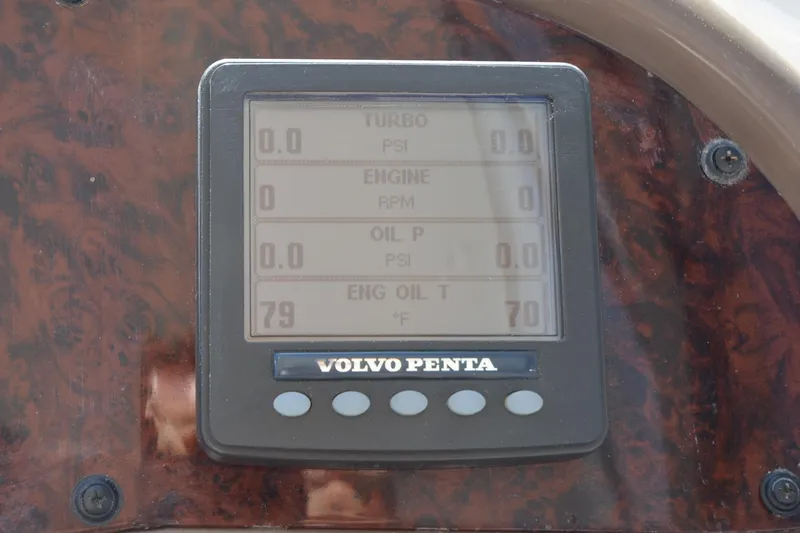 TURBO
0.0 PSI 0.0
ENGINE
0 RPM 0
OIL P
0.0 PSI 0.0
ENG OIL T
79 °F 70
VOLVO PENTA